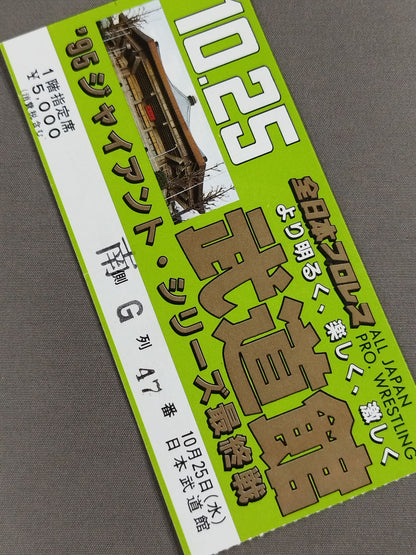 10.25
全日本プロレス
ALL JAPAN
PRO. WRESTLING
より明るく、楽しく、激しく
武道館
'95ジャイアント・シリーズ最終戦
1階指定席
¥5,000
(消費税含む)
南側 G列 47番
10月25日(水)
日本武道館